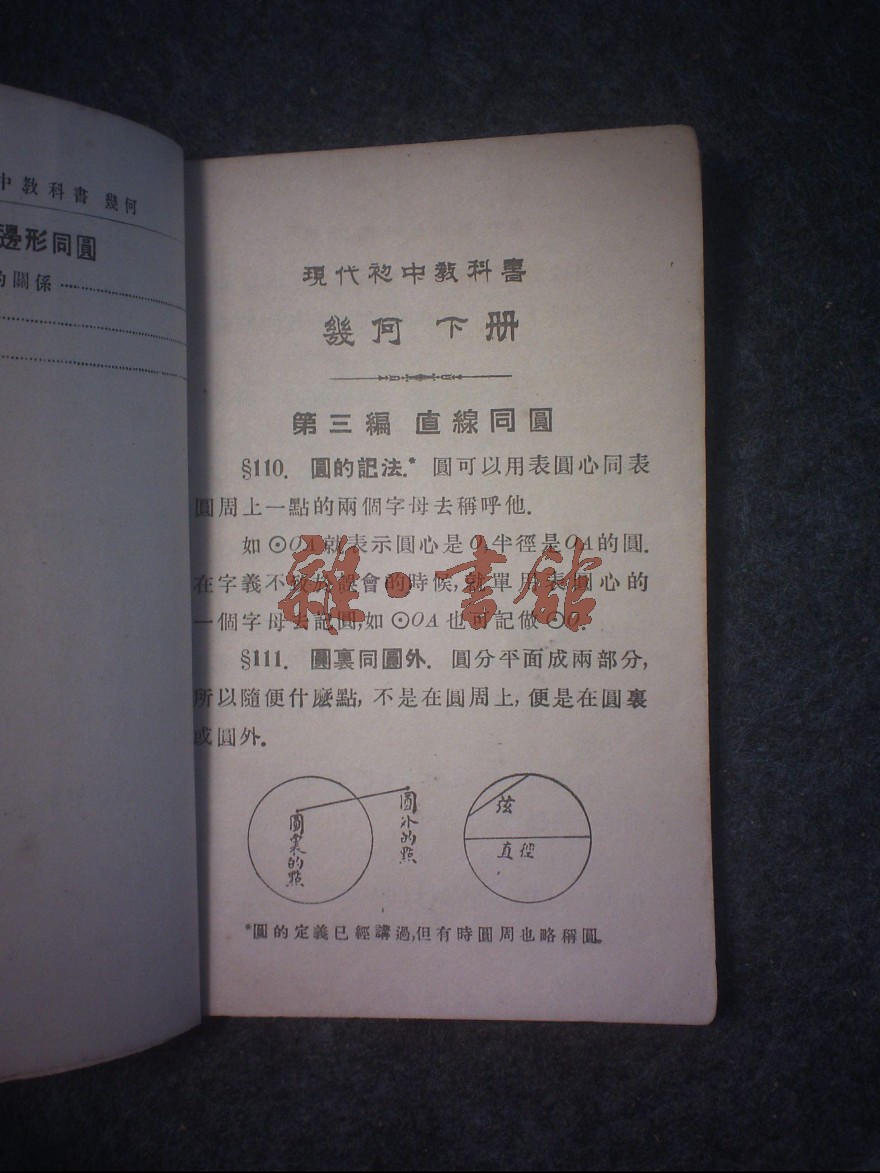 中教科書 幾何
邊形同圓
的關係
現代初中教科書
幾何 下册
第三編 直線同圓
§110. 圓的記法.* 圓可以用表圓心同表
圓周上一點的兩個字母去稱呼他.
如 ⊙OA 就表示圓心是 O, 半徑是 OA 的圓.
在字義不致於誤會的時候, 就單用表圓心的
一個字母去記圓, 如 ⊙OA 也可記做 ⊙O.
§111. 圓裏同圓外. 圓分平面成兩部分,
所以隨便什麼點, 不是在圓周上, 便是在圓裏
或圓外.
圓裏的點
圓外的點
弦
直徑
*圓的定義已經講過,但有時圓周也略稱圓.
雜·書館